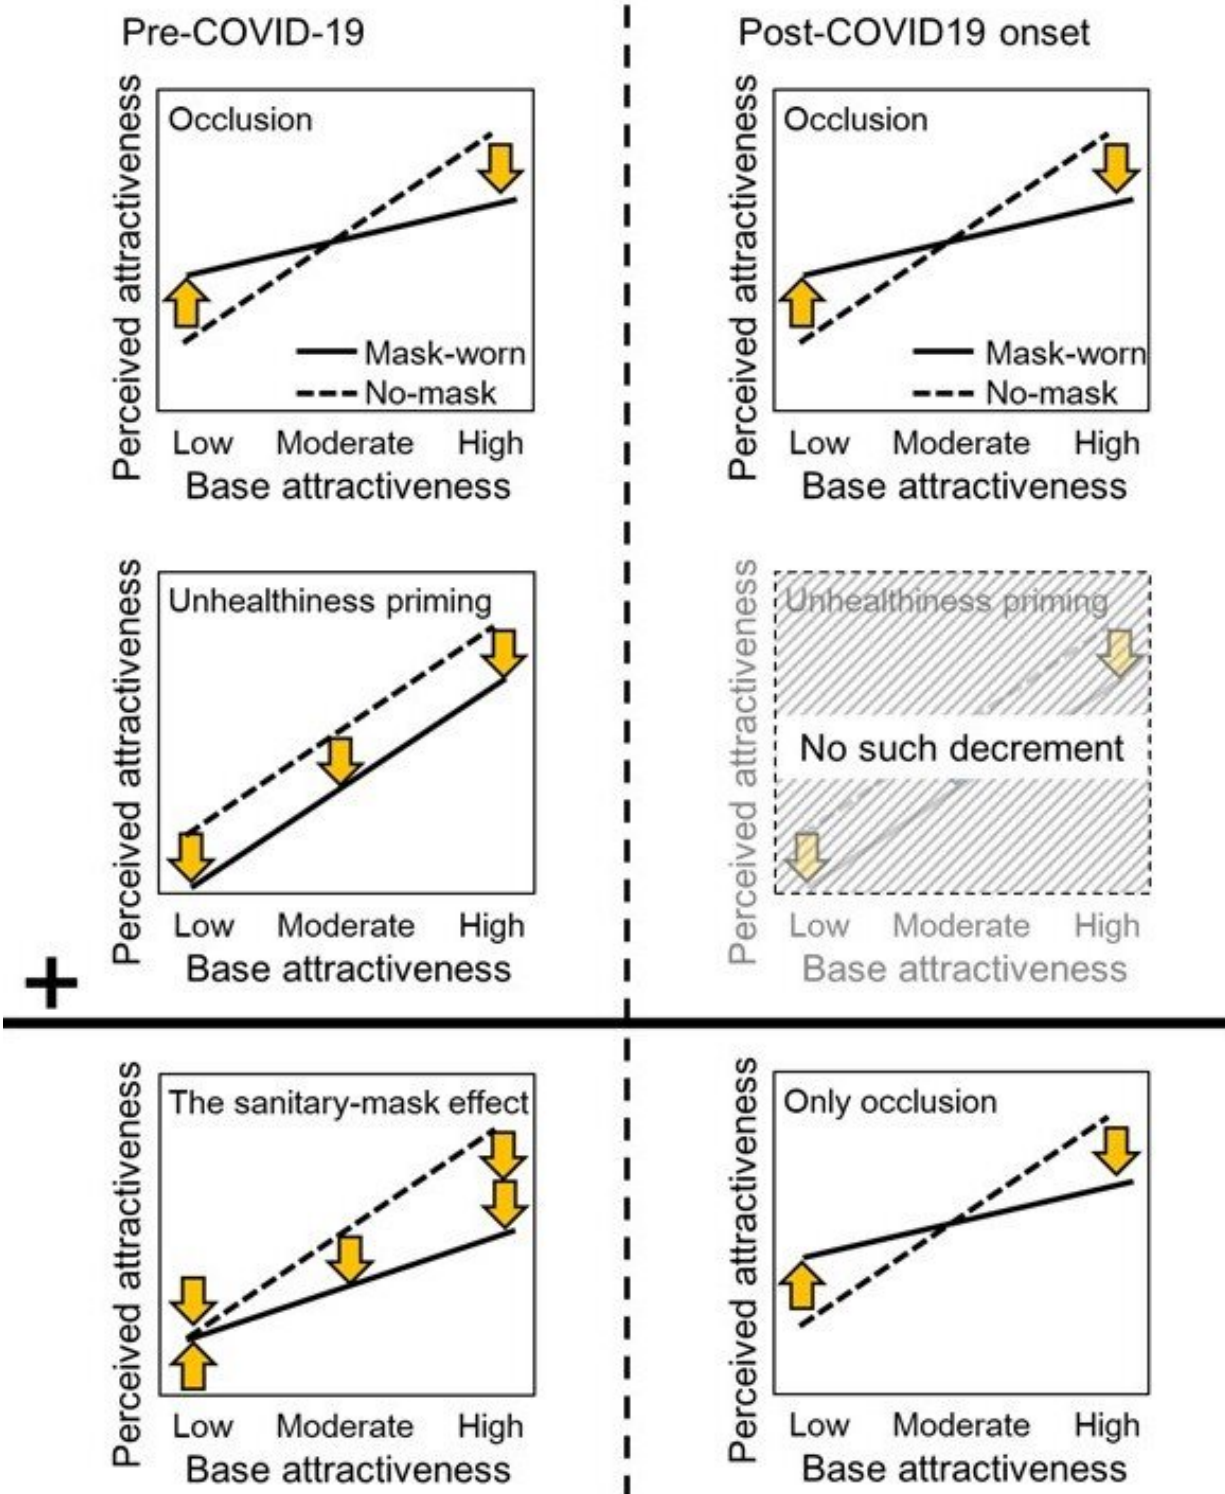 Pre-COVID-19
Post-COVID19 onset
Perceived attractiveness
Occlusion
Mask-worn
No-mask
Low Moderate High
Base attractiveness
Perceived attractiveness
Occlusion
Mask-worn
No-mask
Low Moderate High
Base attractiveness
Perceived attractiveness
Unhealthiness priming
Low Moderate High
Base attractiveness
Perceived attractiveness
Unhealthiness priming
No such decrement
Low Moderate High
Base attractiveness
+
Perceived attractiveness
The sanitary-mask effect
Low Moderate High
Base attractiveness
Perceived attractiveness
Only occlusion
Low Moderate High
Base attractiveness